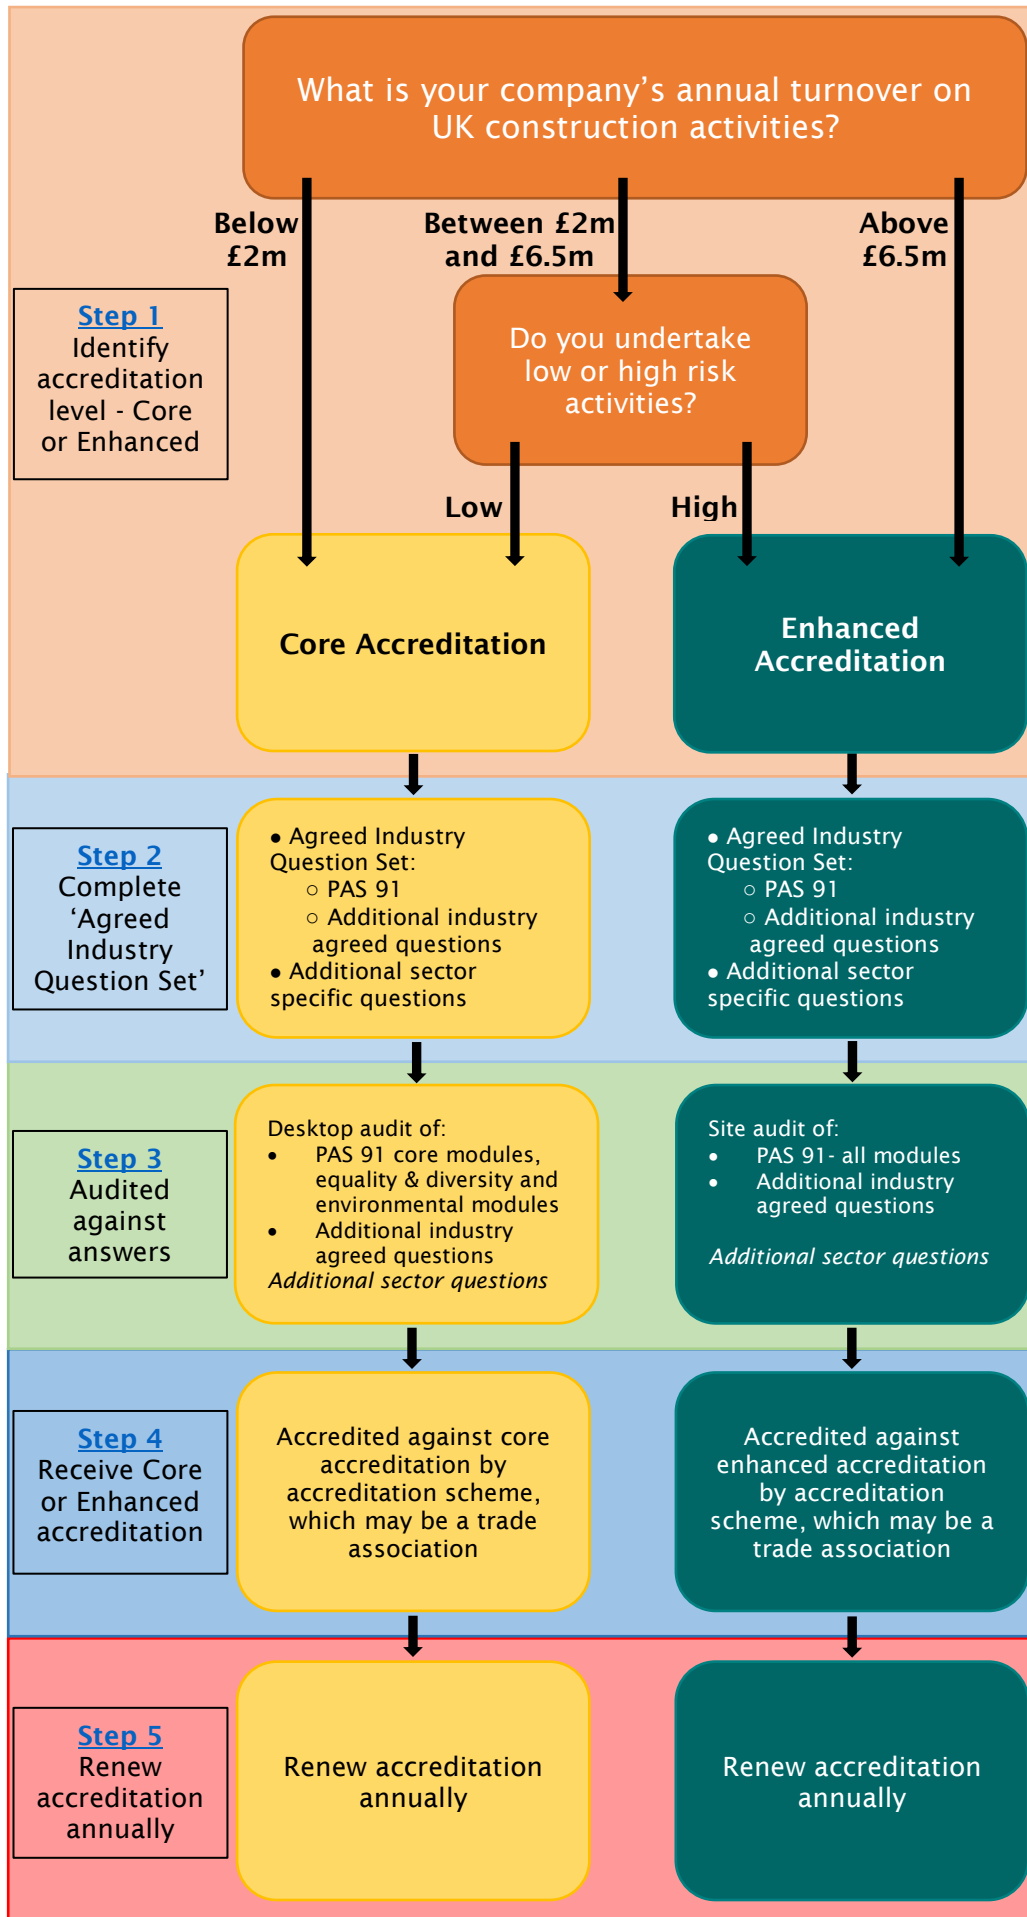 What is your company’s annual turnover on
UK construction activities?
Below
£2m
Between £2m
and £6.5m
Above
£6.5m
Step 1
Identify
accreditation
level - Core
or Enhanced
Do you undertake
low or high risk
activities?
Low
High
Core Accreditation
Enhanced
Accreditation
Step 2
Complete
‘Agreed
Industry
Question Set’
● Agreed Industry
Question Set:
○ PAS 91
○ Additional industry
agreed questions
● Additional sector
specific questions
● Agreed Industry
Question Set:
○ PAS 91
○ Additional industry
agreed questions
● Additional sector
specific questions
Step 3
Audited
against
answers
Desktop audit of:
• PAS 91 core modules,
equality & diversity and
environmental modules
• Additional industry
agreed questions
Additional sector questions
Site audit of:
• PAS 91- all modules
• Additional industry
agreed questions
Additional sector questions
Step 4
Receive Core
or Enhanced
accreditation
Accredited against core
accreditation by
accreditation scheme,
which may be a trade
association
Accredited against
enhanced accreditation
by accreditation
scheme, which may be a
trade association
Step 5
Renew
accreditation
annually
Renew accreditation
annually
Renew accreditation
annually